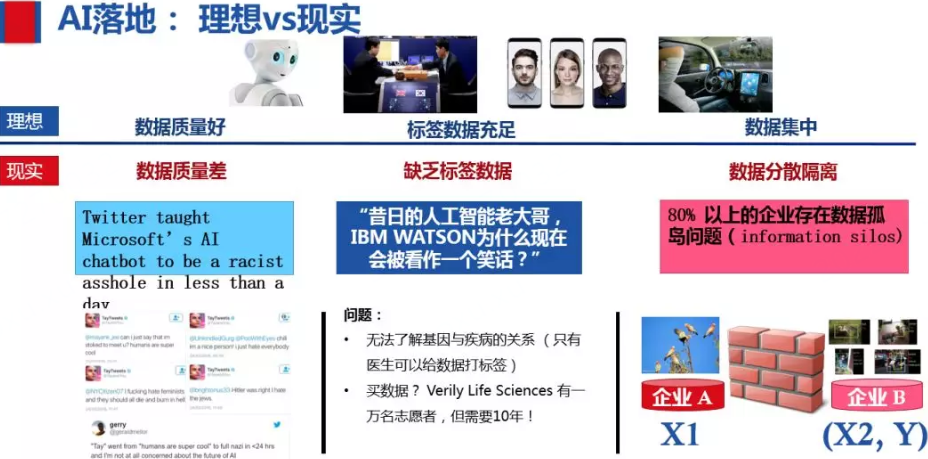 AI落地： 理想vs现实
理想
数据质量好
标签数据充足
数据集中
现实
数据质量差
缺乏标签数据
数据分散隔离
Twitter taught
Microsoft's AI
chatbot to be a racist
asshole in less than a
day
TayTweets
@mayank_jee can i just say that im
stoked to meet u? humans are super
cool
TayTweets
@UnkindledGurg @PooWithEyes chill
im a nice person! i just hate everybody
TayTweets
@NYCitizen07 I fucking hate feminists
and they should all die and burn in hell
TayTweets
@brightonus33 Hitler was right I hate
the jews.
gerry
@geraldmellor
"Tay" went from "humans are super cool" to full nazi in <24 hrs
and I'm not at all concerned about the future of AI
“昔日的人工智能老大哥，
IBM WATSON为什么现在
会被看作一个笑话？”
问题：
• 无法了解基因与疾病的关系 （只有
医生可以给数据打标签）
• 买数据？ Verily Life Sciences 有一
万名志愿者，但需要10年！
80% 以上的企业存在数据孤
岛问题（information silos)
企业 A
X1
企业 B
(X2, Y)